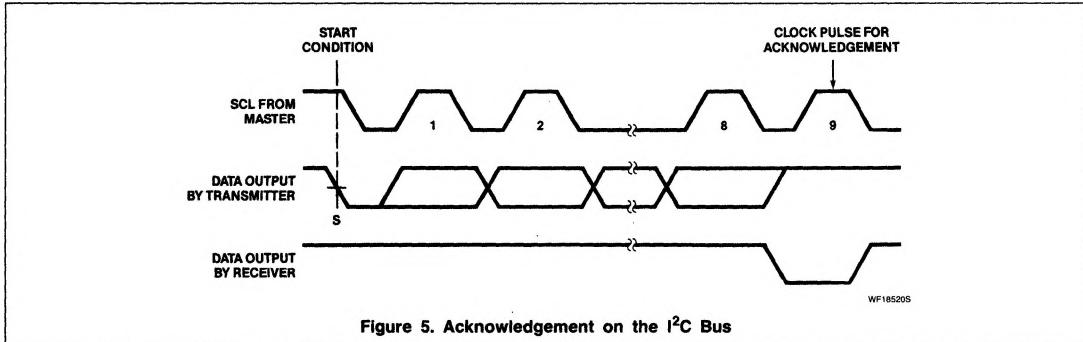 START
CONDITION
CLOCK PULSE FOR
ACKNOWLEDGEMENT
SCL FROM
MASTER
1
2
8
9
DATA OUTPUT
BY TRANSMITTER
S
DATA OUTPUT
BY RECEIVER
WF18520S
Figure 5. Acknowledgement on the I²C Bus